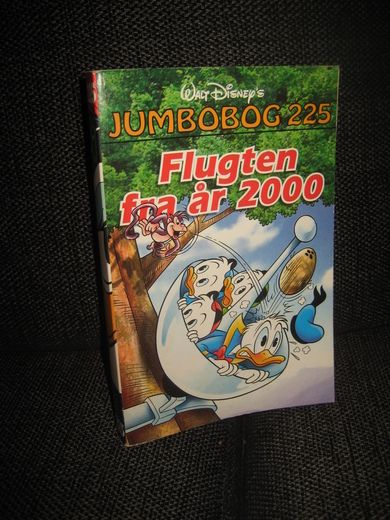 WALT DISNEY'S
JUMBOBOG 225
Flugten
fra år 2000